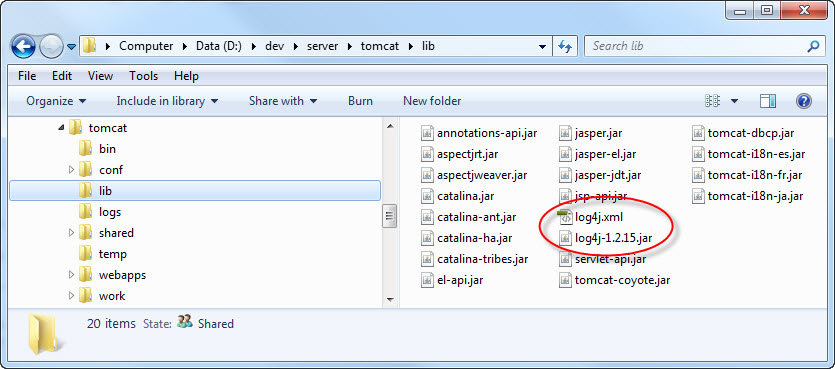 Computer Data (D:) dev server tomcat lib
Search lib
File Edit View Tools Help
Organize Include in library Share with Burn New folder
tomcat
bin
conf
lib
logs
shared
temp
webapps
work
annotations-api.jar
aspectjrt.jar
aspectjweaver.jar
catalina.jar
catalina-ant.jar
catalina-ha.jar
catalina-tribes.jar
el-api.jar
jasper.jar
jasper-el.jar
jasper-jdt.jar
jsp-api.jar
log4j.xml
log4j-1.2.15.jar
servlet-api.jar
tomcat-coyote.jar
tomcat-dbcp.jar
tomcat-i18n-es.jar
tomcat-i18n-fr.jar
tomcat-i18n-ja.jar
20 items State: Shared